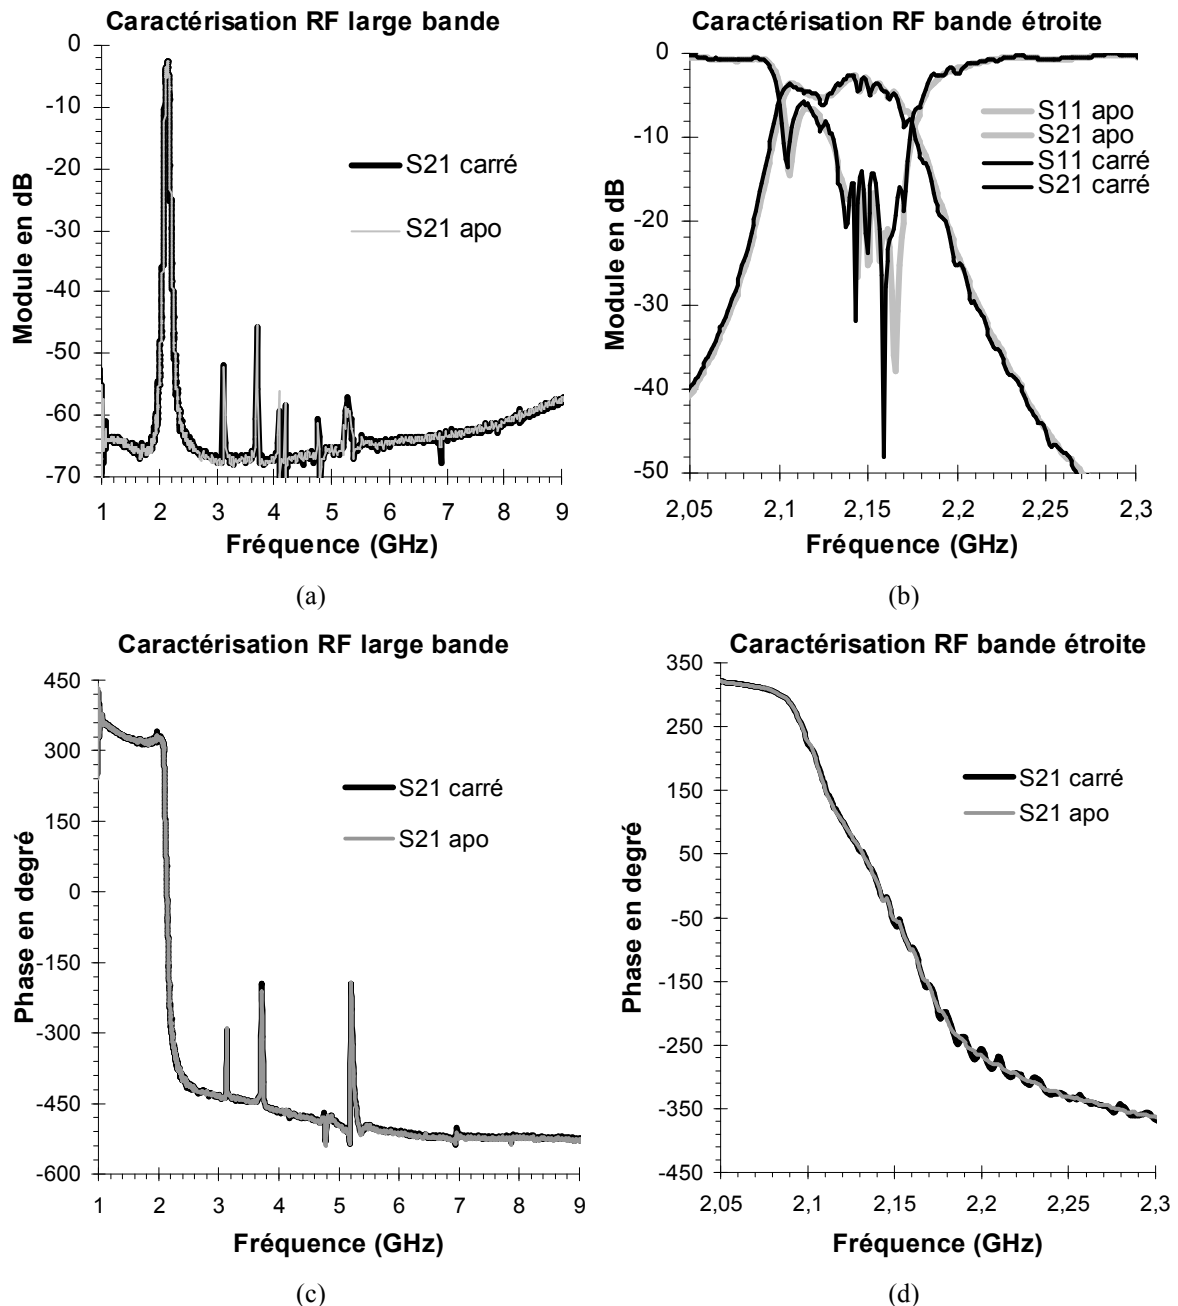 Caractérisation RF large bande
0
-10
-20
-30
-40
-50
-60
-70
Module en dB
S21 carré
S21 apo
1 2 3 4 5 6 7 8 9
Fréquence (GHz)
(a)
Caractérisation RF bande étroite
0
-10
-20
-30
-40
-50
Module en dB
S11 apo
S21 apo
S11 carré
S21 carré
2,05 2,1 2,15 2,2 2,25 2,3
Fréquence (GHz)
(b)
Caractérisation RF large bande
450
300
150
0
-150
-300
-450
-600
Phase en degré
S21 carré
S21 apo
1 2 3 4 5 6 7 8 9
Fréquence (GHz)
(c)
Caractérisation RF bande étroite
350
250
150
50
-50
-150
-250
-350
-450
Phase en degré
S21 carré
S21 apo
2,05 2,1 2,15 2,2 2,25 2,3
Fréquence (GHz)
(d)